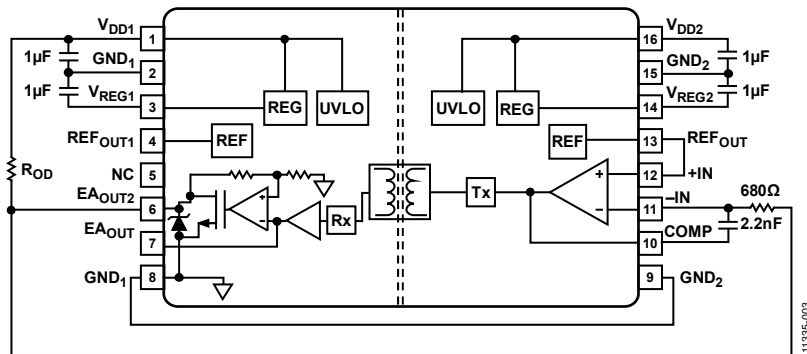 VDD1
1
1µF
GND1
2
1µF
VREG1
3
REG
UVLO
REFOUT1
4
REF
ROD
NC
5
EAOUT2
6
+
−
Rx
EAOUT
7
GND1
8
VDD2
16
1µF
GND2
15
1µF
VREG2
14
UVLO
REG
REFOUT
13
REF
+IN
12
+
−
Tx
−IN
11
680Ω
2.2nF
COMP
10
GND2
9
11335-003